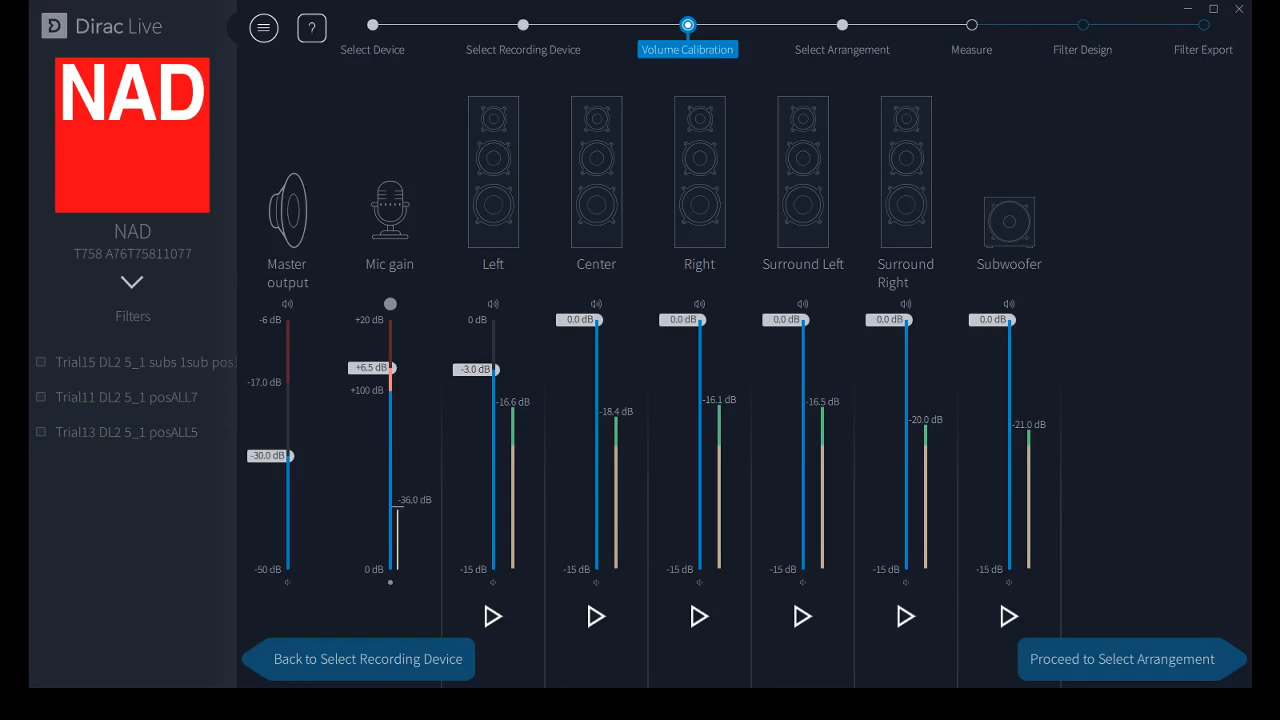 Dirac Live
?
Select Device
Select Recording Device
Volume Calibration
Select Arrangement
Measure
Filter Design
Filter Export
NAD
NAD
T758 A76T75811077
Filters
Trial15 DL2 5_1 subs 1sub pos
Trial11 DL2 5_1 posALL7
Trial13 DL2 5_1 posALL5
Master
output
Mic gain
Left
Center
Right
Surround Left
Surround
Right
Subwoofer
-6 dB
+20 dB
0 dB
0.0 dB
0.0 dB
0.0 dB
0.0 dB
0.0 dB
+6.5 dB
-3.0 dB
-17.0 dB
+100 dB
-16.6 dB
-18.4 dB
-16.1 dB
-16.5 dB
-20.0 dB
-21.0 dB
-30.0 dB
-36.0 dB
-50 dB
0 dB
-15 dB
-15 dB
-15 dB
-15 dB
-15 dB
-15 dB
Back to Select Recording Device
Proceed to Select Arrangement